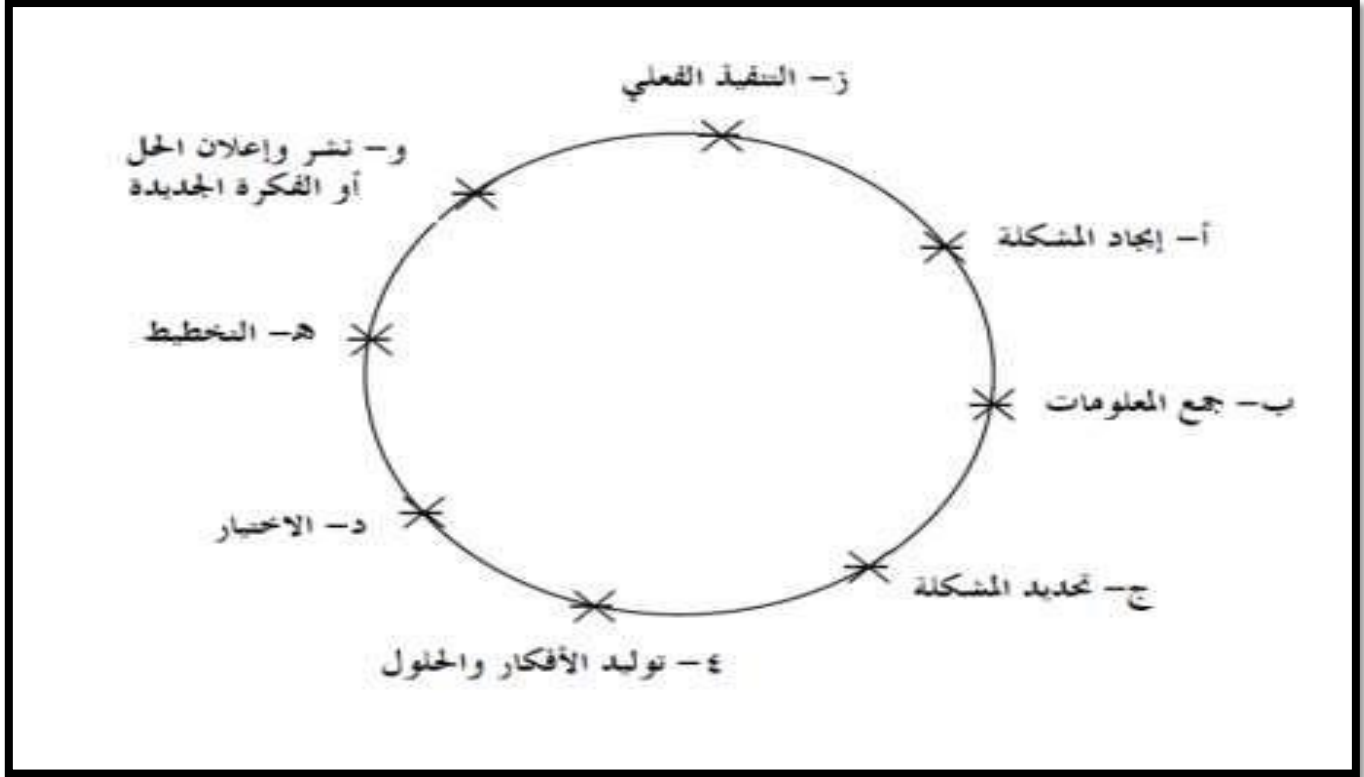 ز- التنفيذ الفعلي
و- نشر وإعلان الحل
أو الفكرة الجديدة
أ- إيجاد المشكلة
هـ- التخطيط
ب- جمع المعلومات
د- الاختيار
ج- تحديد المشكلة
٤- توليد الأفكار والحلول